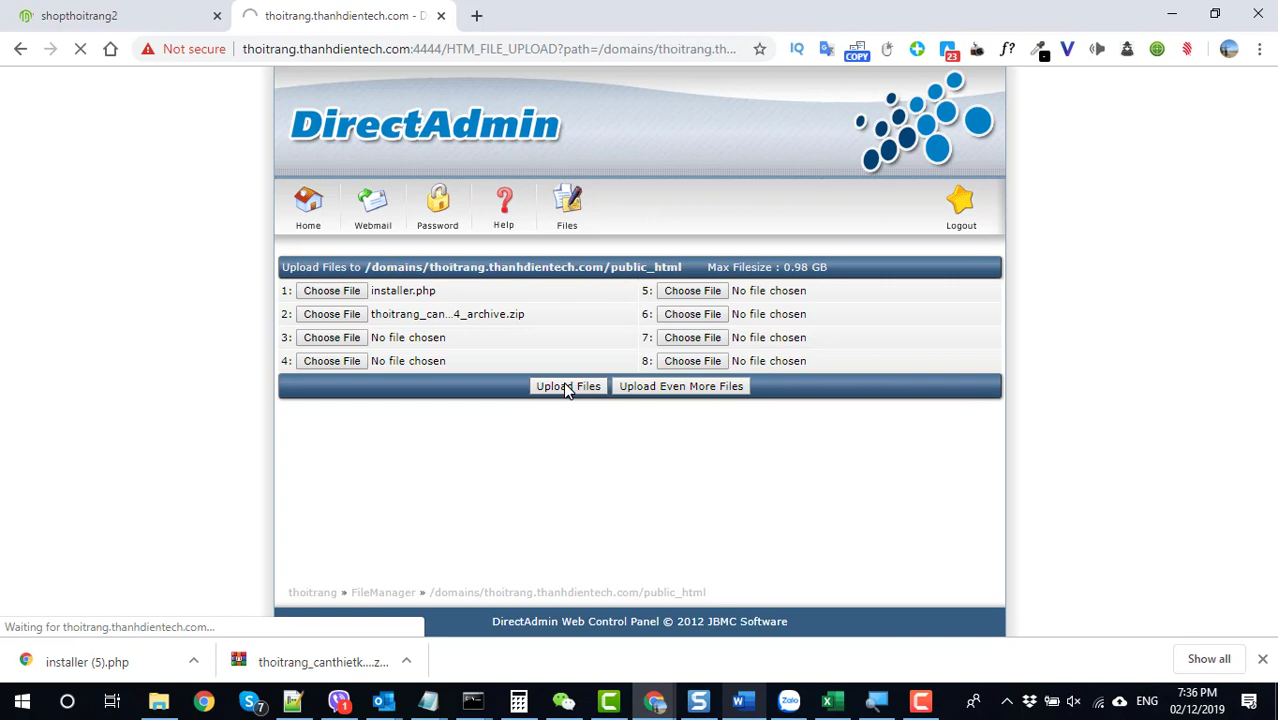 shopthoitrang2
thoitrang.thanhdientech.com - D
Not secure
thoitrang.thanhdientech.com:4444/HTM_FILE_UPLOAD?path=/domains/thoitrang.th...
IQ
COPY
23
f?
V
DirectAdmin
Home
Webmail
Password
Help
Files
Logout
Upload Files to /domains/thoitrang.thanhdientech.com/public_html
Max Filesize : 0.98 GB
1: Choose File installer.php
5: Choose File No file chosen
2: Choose File thoitrang_can...4_archive.zip
6: Choose File No file chosen
3: Choose File No file chosen
7: Choose File No file chosen
4: Choose File No file chosen
8: Choose File No file chosen
Upload Files
Upload Even More Files
thoitrang » FileManager » /domains/thoitrang.thanhdientech.com/public_html
Waiting for thoitrang.thanhdientech.com...
DirectAdmin Web Control Panel © 2012 JBMC Software
installer (5).php
thoitrang_canthietk....z...
Show all
7
1
ENG
7:36 PM
02/12/2019